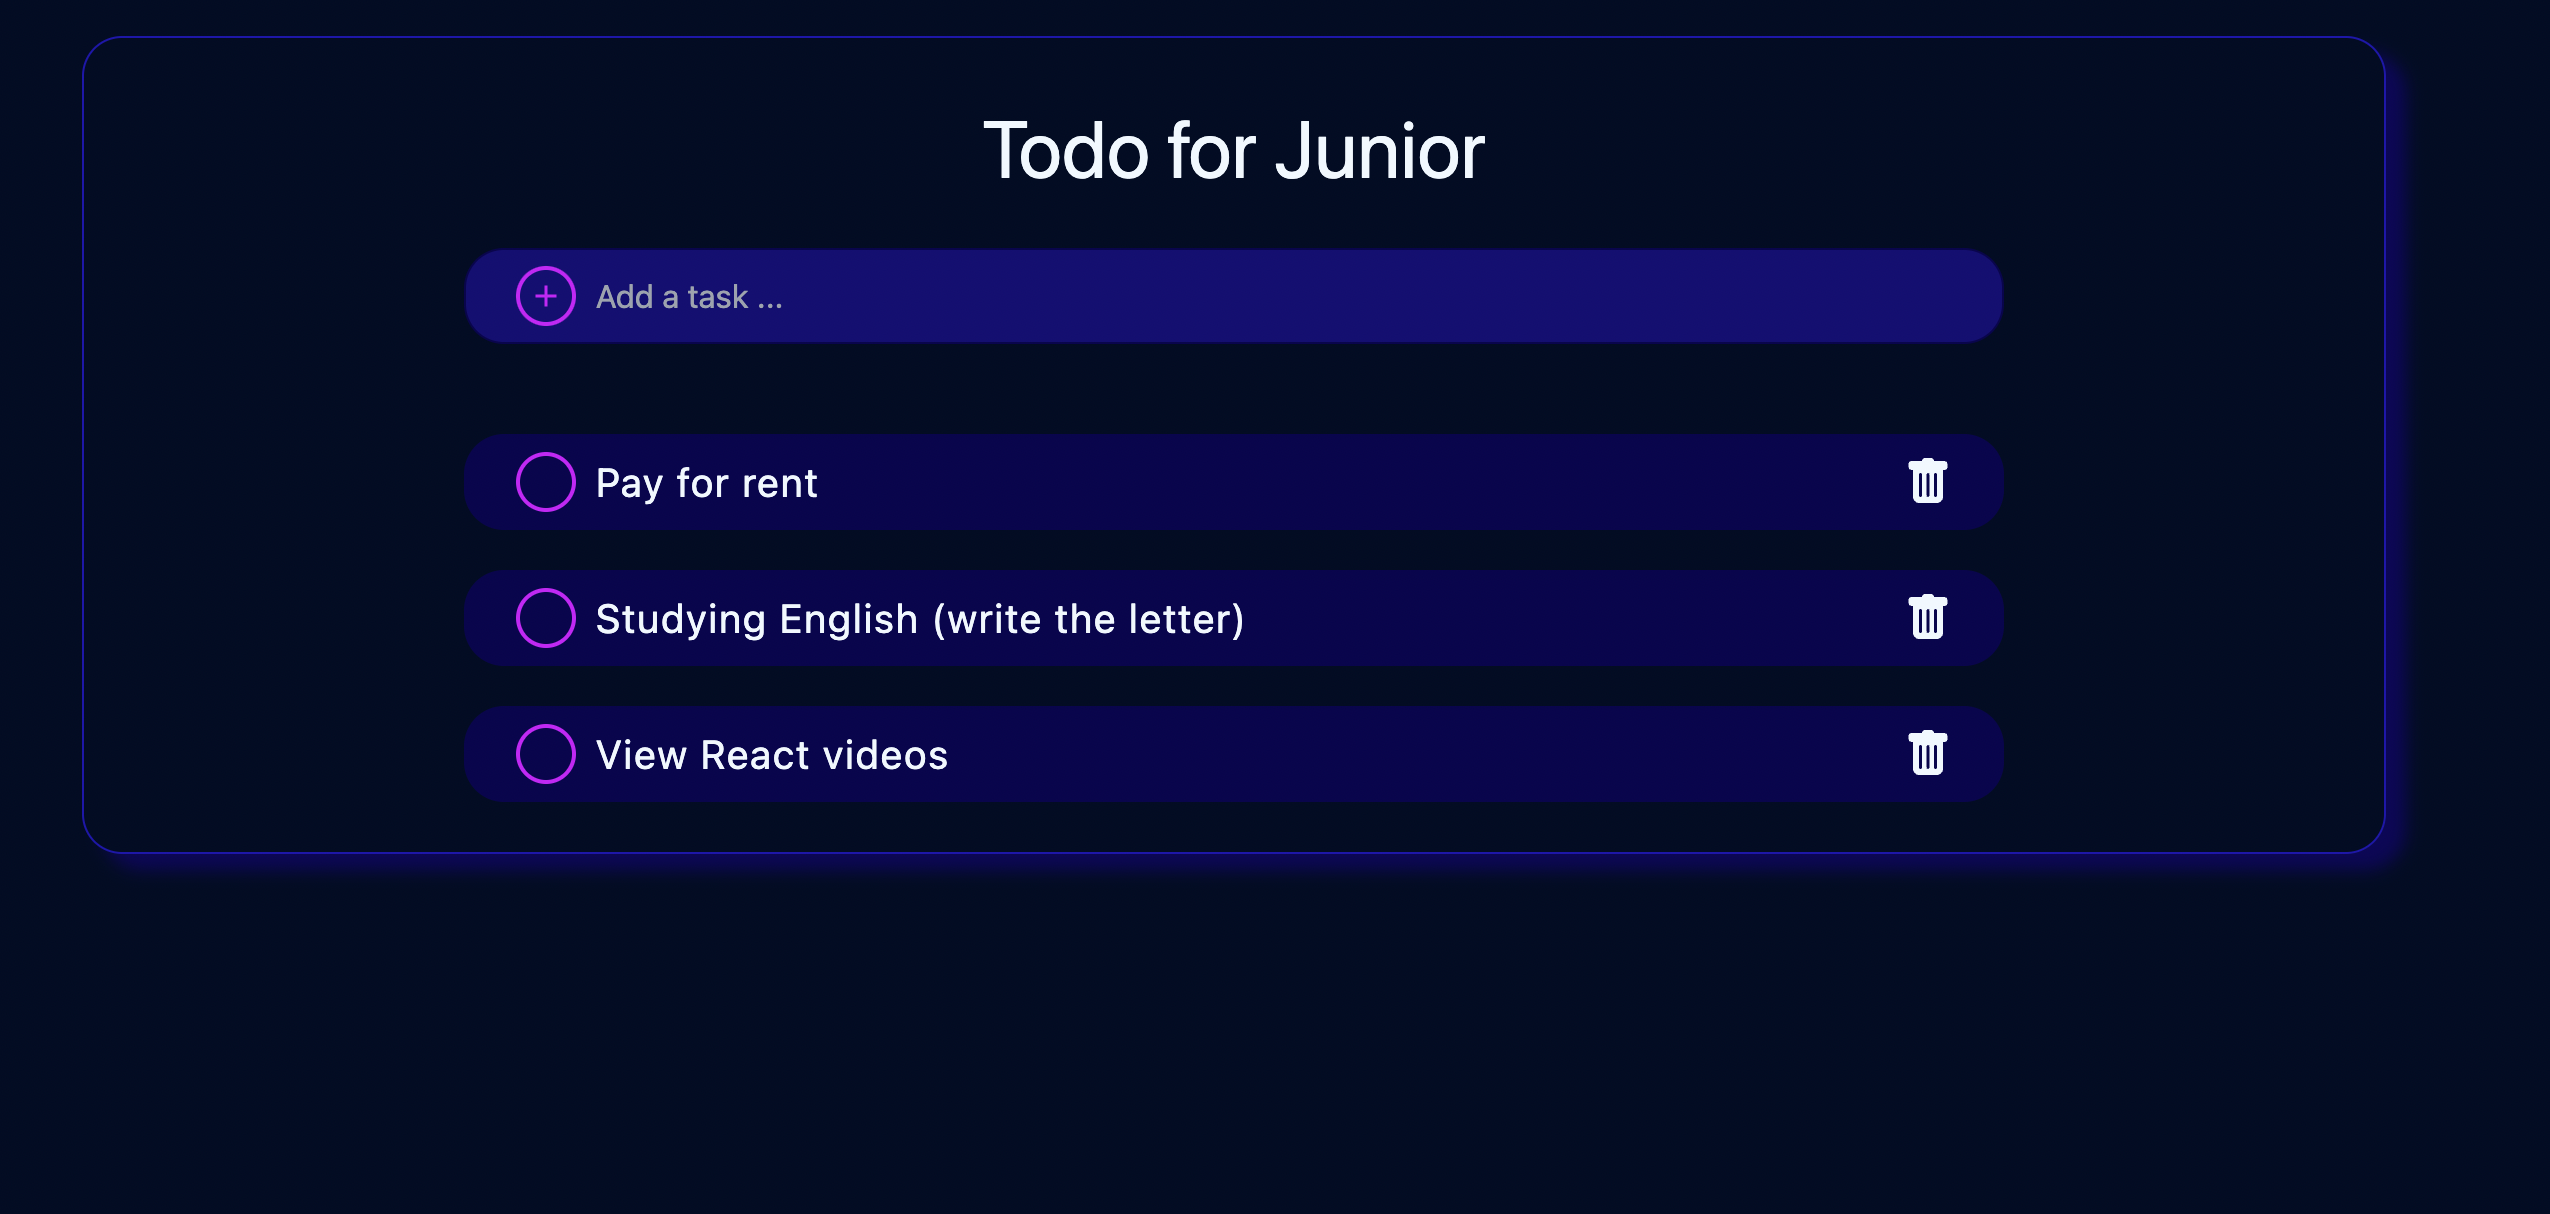 Todo for Junior
Add a task ...
Pay for rent
Studying English (write the letter)
View React videos